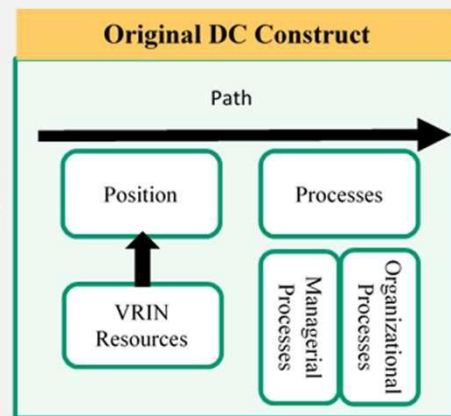 Original DC Construct
Path
Position
Processes
VRIN
Resources
Managerial
Processes
Organizational
Processes